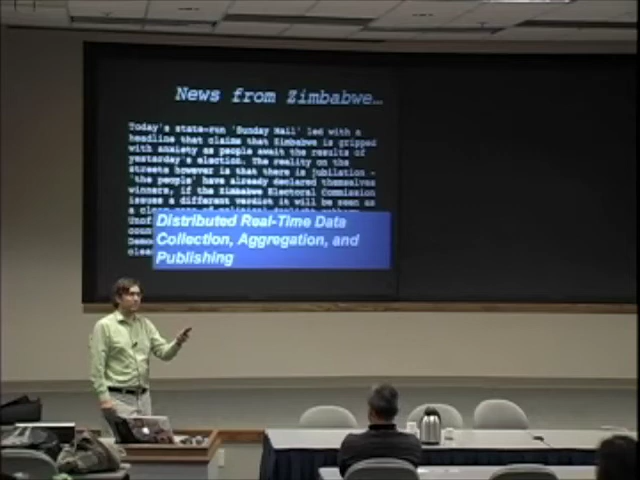 News from Zimbabwe…
Today's state-run 'Sunday Mail' led with a
headline that claims that Zimbabwe is gripped
with anxiety as people await the results of
yesterday's election. The reality on the
streets however is that there is jubilation -
'the people' have already declared themselves
winners, if the Zimbabwe Electoral Commission
issues a different version it will be seen as
a clear
Distributed Real-Time Data
Collection, Aggregation, and
Publishing